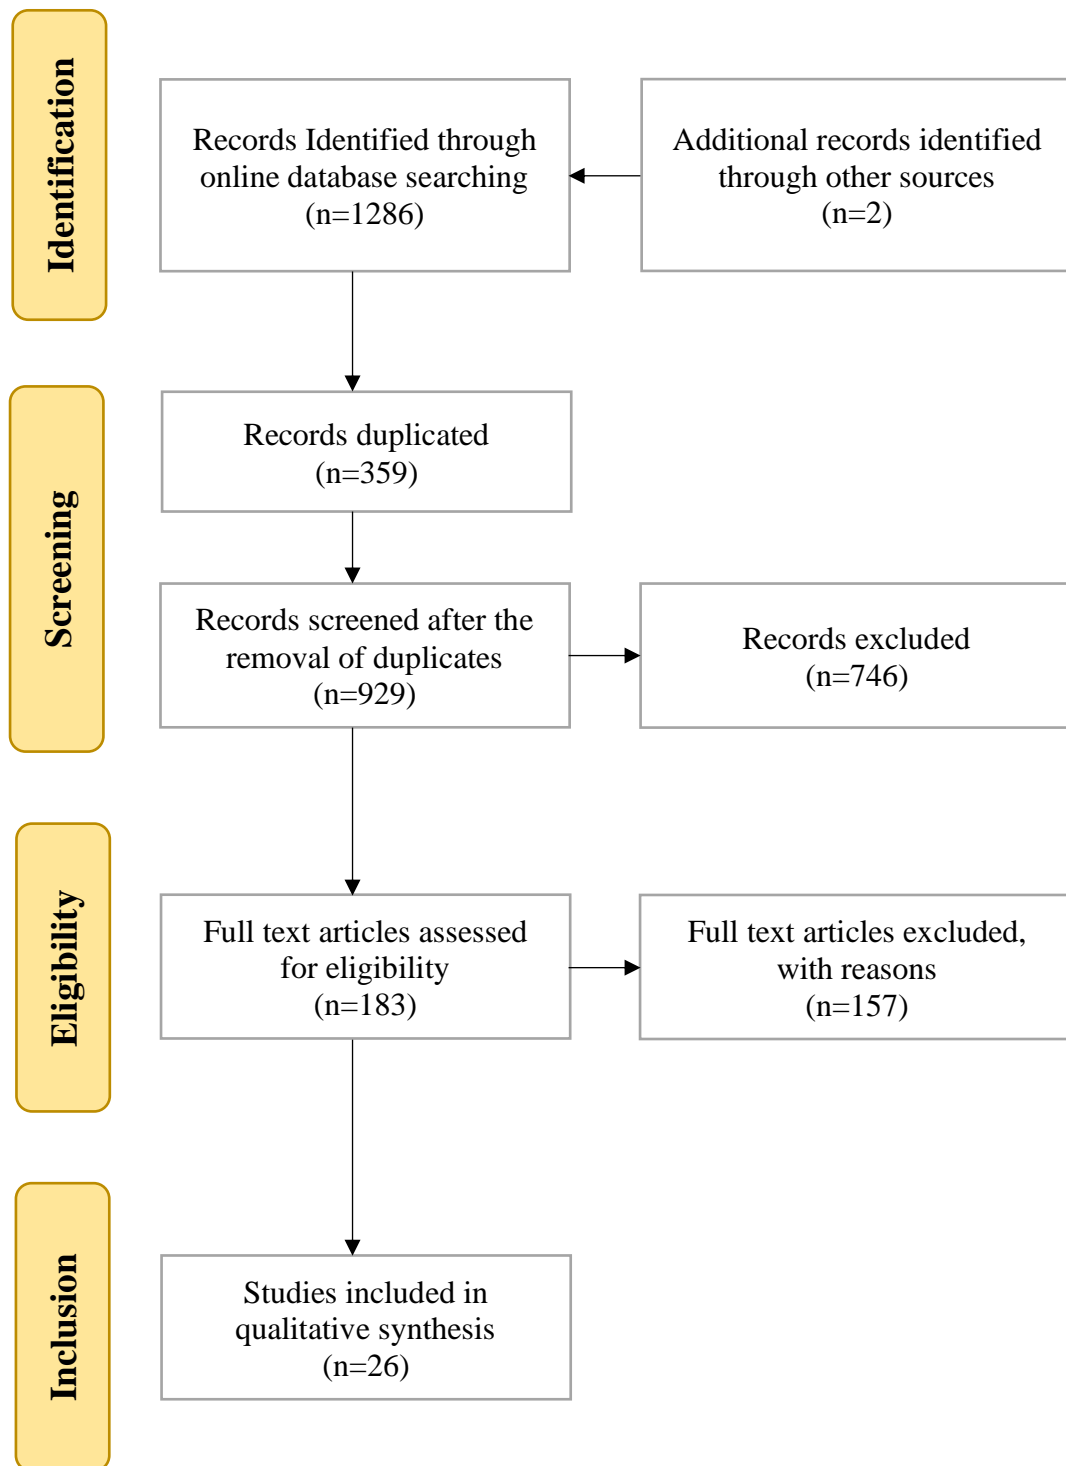 Identification
Records Identified through
online database searching
(n=1286)
Additional records identified
through other sources
(n=2)
Screening
Records duplicated
(n=359)
Records screened after the
removal of duplicates
(n=929)
Records excluded
(n=746)
Eligibility
Full text articles assessed
for eligibility
(n=183)
Full text articles excluded,
with reasons
(n=157)
Inclusion
Studies included in
qualitative synthesis
(n=26)